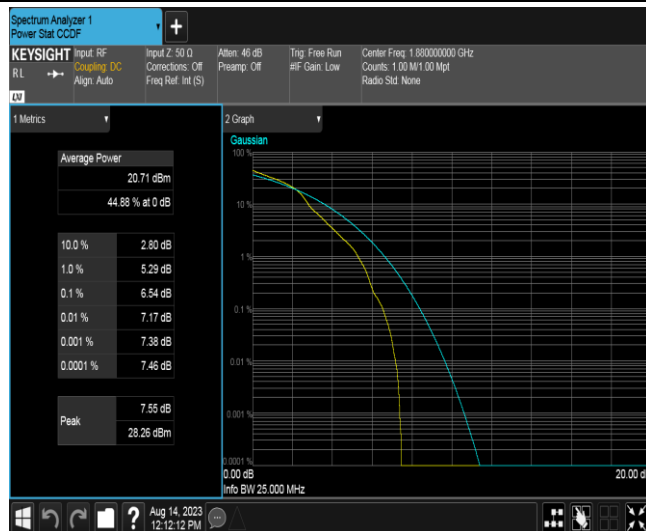 Spectrum Analyzer 1
Power Stat CCDF
+
KEYSIGHT Input: RF Input Z: 50 Ω Atten: 46 dB Trig: Free Run Center Freq: 1.880000000 GHz
RL Coupling: DC Corrections: Off Preamp: Off #IF Gain: Low Counts: 1.00 M/1.00 Mpt
Align: Auto Freq Ref: Int (S) Radio Std: None
LXI
1 Metrics
Average Power
20.71 dBm
44.88 % at 0 dB
10.0 % 2.80 dB
1.0 % 5.29 dB
0.1 % 6.54 dB
0.01 % 7.17 dB
0.001 % 7.38 dB
0.0001 % 7.46 dB
Peak 7.55 dB
28.26 dBm
2 Graph
Gaussian
100 %
10 %
1 %
0.1 %
0.01 %
0.001 %
0.0001 %
0.00 dB 20.00 d
Info BW 25.000 MHz
? Aug 14, 2023
12:12:12 PM